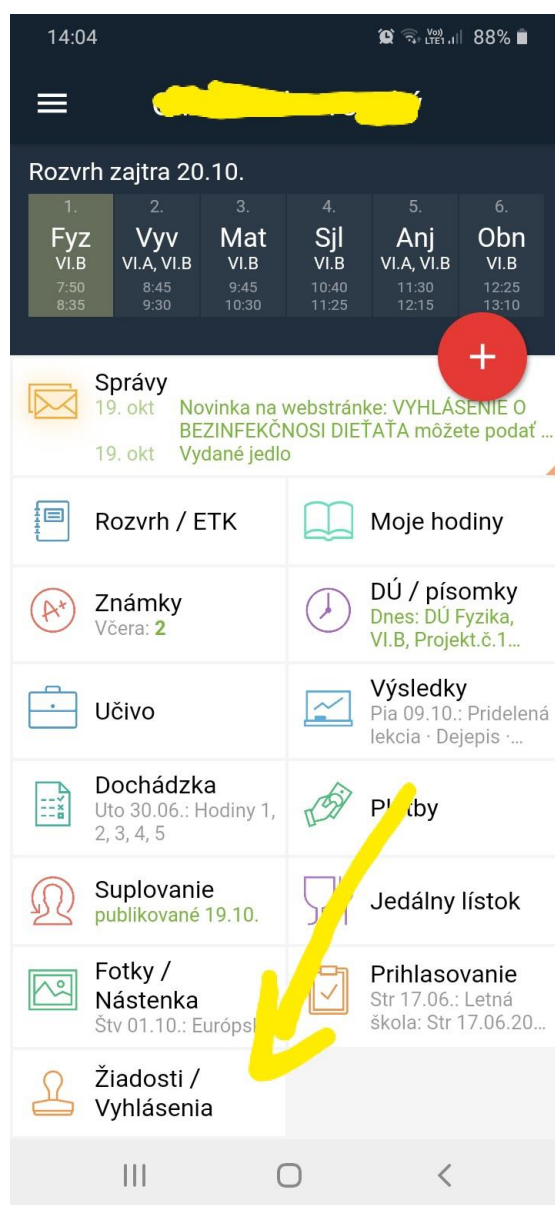 14:04 Vo)) LTE1 88%
Rozvrh zajtra 20.10.
1. 2. 3. 4. 5. 6.
Fyz Vyv Mat Sjl Anj Obn
VI.B VI.A, VI.B VI.B VI.B VI.A, VI.B VI.B
7:50 8:45 9:45 10:40 11:30 12:25
8:35 9:30 10:30 11:25 12:15 13:10
+
Správy
19. okt Novinka na webstránke: VYHLÁSENIE O
BEZINFEKČNOSI DIEŤAŤA môžete podať ...
19. okt Vydané jedlo
Rozvrh / ETK
Moje hodiny
A+
Známky
Včera: 2
DÚ / písomky
Dnes: DÚ Fyzika,
VI.B, Projekt.č.1...
Učivo
Výsledky
Pia 09.10.: Pridelená
lekcia · Dejepis ·...
Dochádzka
Uto 30.06.: Hodiny 1,
2, 3, 4, 5
Suplovanie
publikované 19.10.
Jedálny lístok
Fotky /
Nástenka
Štv 01.10.:
Prihlasovanie
Str 17.06.: Letná
škola: Str 17.06.20...
Žiadosti /
Vyhlásenia